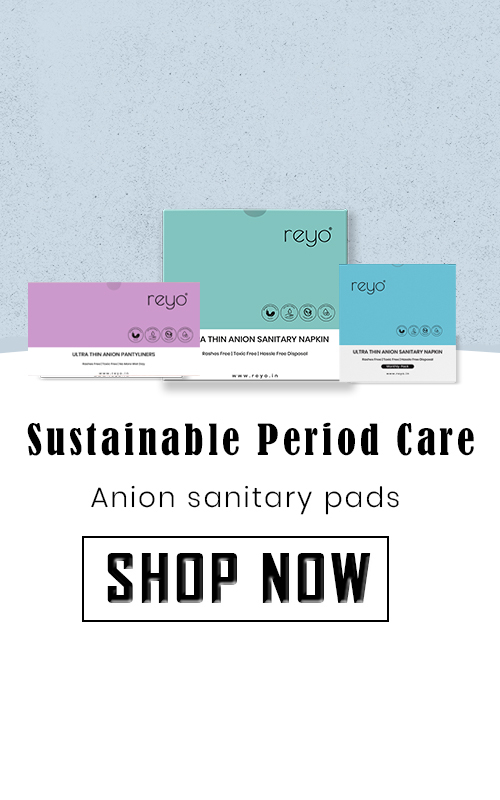 reyo
reyo
reyo
ULTRA THIN ANION PANTYLINERS
Rashes Free | Toxic Free |
www.reyo.in
A THIN ANION SANITARY NAPKIN
Rashes Free | Toxic Free | Hassle Free Disposal
www.reyo.in
ULTRA THIN ANION SANITARY NAPKIN
Rashes Free | Toxic Free | Hassle Free Disposal
Monthly Pack
www.reyo.in
Sustainable Period Care
Anion sanitary pads
SHOP NOW